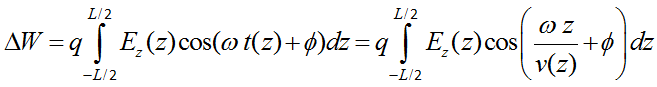 ΔW = q ∫_{-L/2}^{L/2} E_z(z)cos(ω t(z)+ϕ)dz = q ∫_{-L/2}^{L/2} E_z(z)cos(ω z / v(z) + ϕ)dz